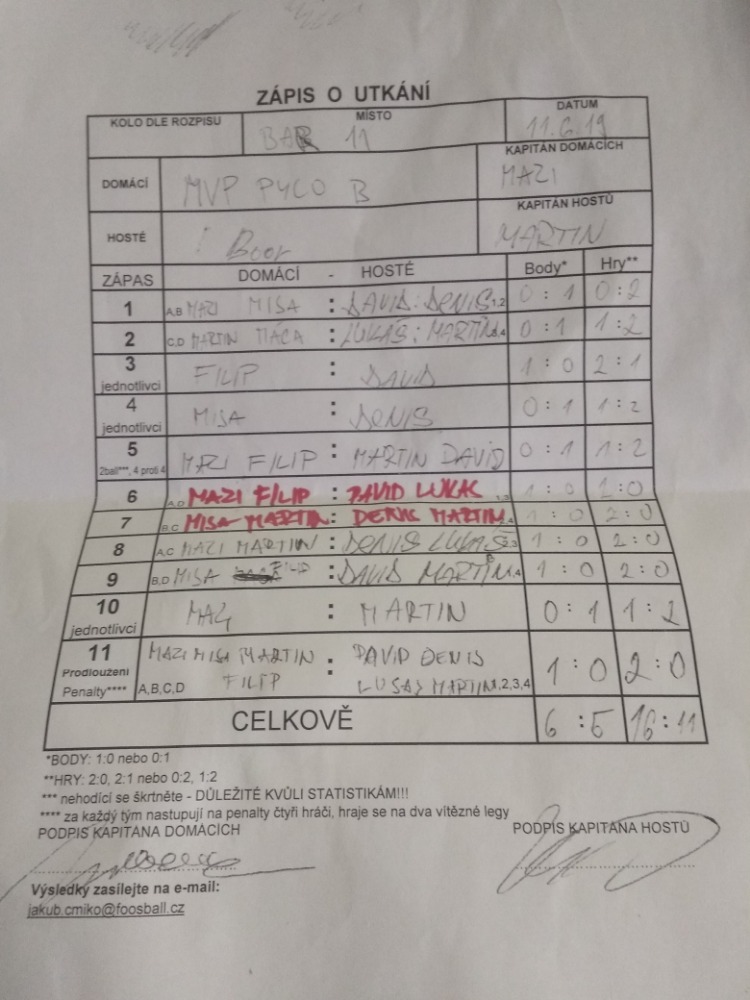 ZÁPIS O UTKÁNÍ
KOLO DLE ROZPISU MÍSTO DATUM
BAR 11 11.6.19
DOMÁCÍ MVP PYCO B KAPITÁN DOMÁCÍCH MAZI
HOSTÉ ! Boor KAPITÁN HOSTŮ MARTIN
ZÁPAS DOMÁCÍ - HOSTÉ Body* Hry**
1 A,B MAZI MISA : DAVID : DENIS 1,2 0 : 1 0 : 2
2 C,D MARTIN : LUKÁŠ : MARTIN 3,4 0 : 1 1 : 2
3 jednotlivci FILIP : DAVID 1 : 0 2 : 1
4 jednotlivci MISA : DENIS 0 : 1 1 : 2
5 2ball***, 4 proti 4 MAZI FILIP : MARTIN DAVID 0 : 1 1 : 2
6 A,D MAZI FILIP : DAVID LUKAS 1,3 1 : 0 2 : 0
7 B,C MISA MARTIN : DENIS MARTIN ,4 1 : 0 2 : 0
8 A,C MAZI MARTIN : DENIS LUKAŠ 2,3 1 : 0 2 : 0
9 B,D MISA FILIP : DAVID MARTIN ,4 1 : 0 2 : 0
10 jednotlivci MAZI : MARTIN 0 : 1 1 : 2
11 MAZI MISA MARTIN : DAVID DENIS 1 : 0 2 : 0
Prodloužení
Penalty**** A,B,C,D FILIP LUSAS MARTIN 1,2,3,4
CELKOVĚ 6 : 5 16 : 11
*BODY: 1:0 nebo 0:1
**HRY: 2:0, 2:1 nebo 0:2, 1:2
*** nehodící se škrtněte - DŮLEŽITÉ KVŮLI STATISTIKÁM!!!
**** za každý tým nastupují na penalty čtyři hráči, hraje se na dva vítězné legy
PODPIS KAPITÁNA DOMÁCÍCH PODPIS KAPITÁNA HOSTŮ
Výsledky zasílejte na e-mail:
jakub.cmiko@foosball.cz